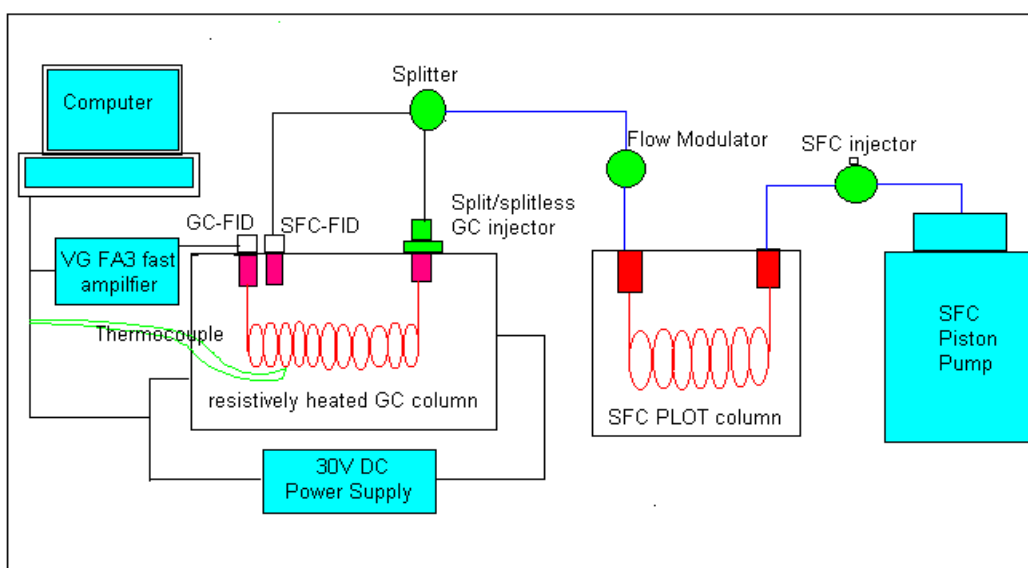 Splitter
Computer
Flow Modulator
SFC injector
GC-FID
SFC-FID
Split/splitless
GC injector
VG FA3 fast
ampilfier
Thermocouple
SFC
Piston
Pump
resistively heated GC column
SFC PLOT column
30V DC
Power Supply